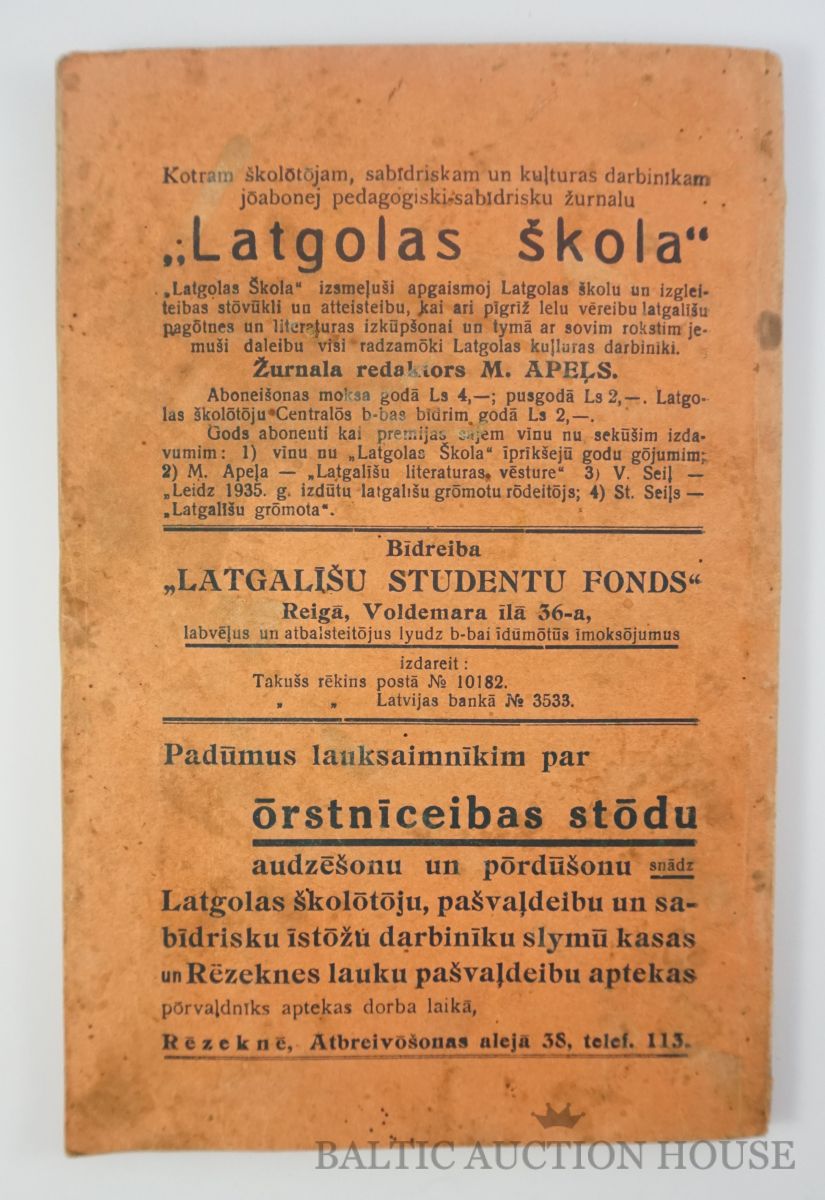 Kotram škоlōtōjam, sabīdriskam un kuļturas darbinīkam
jōabonej pedagogiski-sabīdrisku žurnalu
„Latgolas škola“
„Latgolas Škola“ izsmeļuši apgaismoj Latgolas školu un izglei-
teibas stōvūkli un atteisteibu, kai ari pīgrīž lelu vēreibu latgalīšu
pagōtnes un literaturas izkūpšonai un tymā ar sovim rokstim je-
muši daleibu visi radzamōki Latgolas kuļturas darbiniki.
Žurnala redaktors M. APEĻS.
Aboneišonas moksa godā Ls 4,—; pusgodā Ls 2,—. Latgo-
las školōtōju Centralōs b-bas bīdrim godā Ls 2,—.
Gods abonenti kai premijas sajem vīnu nu sekūšim izda-
vumim: 1) vīnu nu „Latgolas Škola“ īprīkšejū godu gōjumim;
2) M. Apeļa — „Latgalīšu literaturas vēsture“ 3) V. Seiļ —
„Leidz 1935. g. izdūtu latgalīšu grōmotu rōdeitōjs; 4) St. Seiļs —
„Latgalīšu grōmota“.
Bīdreiba
„LATGALĪŠU STUDENTU FONDS“
Reigā, Voldemara īlā 36-a,
labvēļus un atbalsteitōjus lyudz b-bai īdūmōtūs īmoksōjumus
izdareit:
Takušs rēkins postā № 10182.
„ „ Latvijas bankā № 3533.
Padūmus lauksaimnīkim par
ōrstnīceibas stōdu
audzēšonu un pōrdūšonu snādz
Latgolas školōtōju, pašvaļdeibu un sa-
bīdrisku īstōžu darbinīku slymū kasas
un Rēzeknes lauku pašvaļdeibu aptekas
pōrvaļdnīks aptekas dorba laikā,
Rēzeknē, Atbreivōšonas alejā 38, telef. 113.
BALTIC AUCTION HOUSE